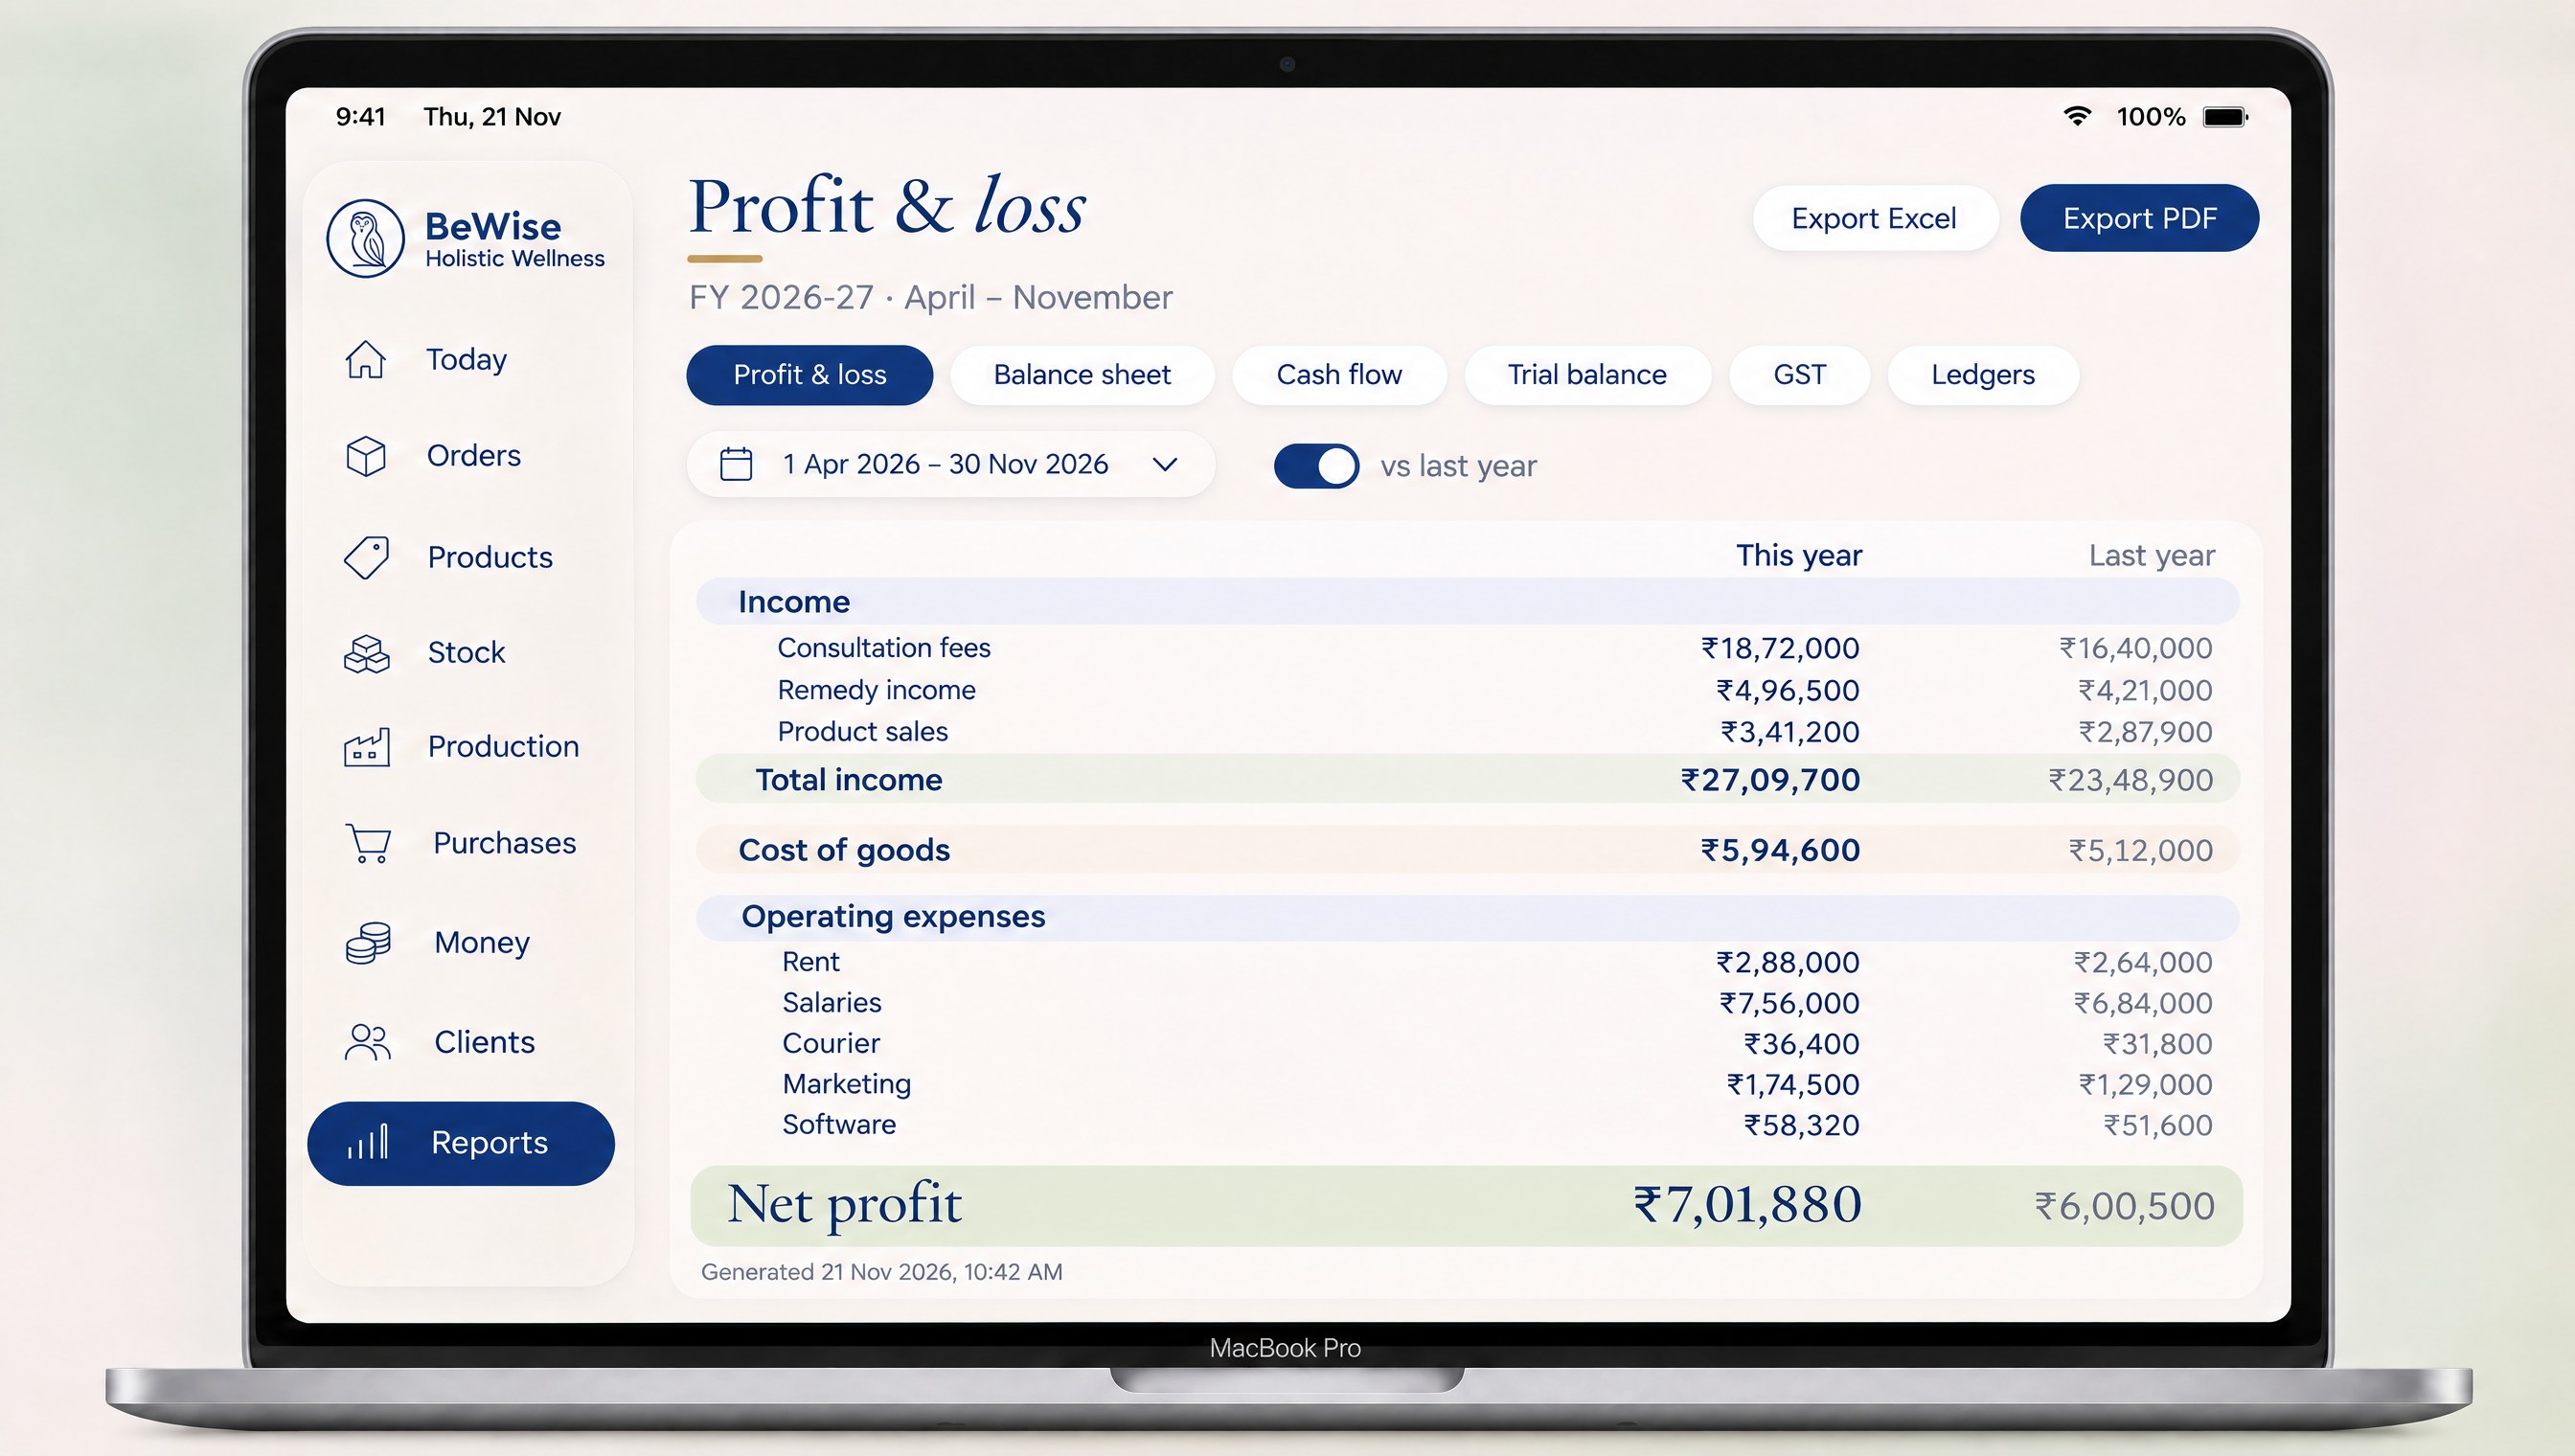 9:41 Thu, 21 Nov 100%
BeWise
Holistic Wellness
Today
Orders
Products
Stock
Production
Purchases
Money
Clients
Reports
Profit & loss
Export Excel Export PDF
FY 2026-27 · April – November
Profit & loss Balance sheet Cash flow Trial balance GST Ledgers
1 Apr 2026 – 30 Nov 2026 vs last year
This year Last year
Income
Consultation fees ₹18,72,000 ₹16,40,000
Remedy income ₹4,96,500 ₹4,21,000
Product sales ₹3,41,200 ₹2,87,900
Total income ₹27,09,700 ₹23,48,900
Cost of goods ₹5,94,600 ₹5,12,000
Operating expenses
Rent ₹2,88,000 ₹2,64,000
Salaries ₹7,56,000 ₹6,84,000
Courier ₹36,400 ₹31,800
Marketing ₹1,74,500 ₹1,29,000
Software ₹58,320 ₹51,600
Net profit ₹7,01,880 ₹6,00,500
Generated 21 Nov 2026, 10:42 AM
MacBook Pro